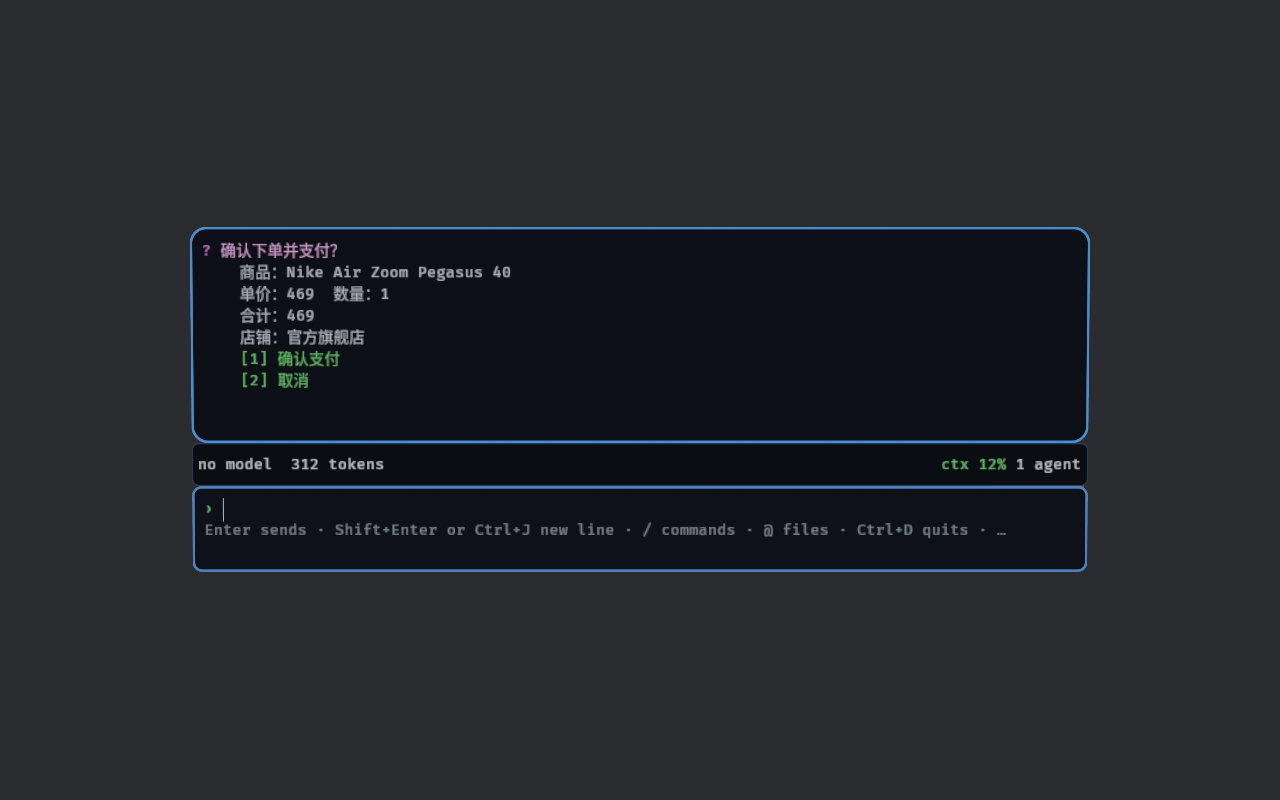 ? 确认下单并支付?
商品: Nike Air Zoom Pegasus 40
单价: 469  数量: 1
合计: 469
店铺: 官方旗舰店
[1] 确认支付
[2] 取消
no model  312 tokens
ctx 12% 1 agent
›
Enter sends · Shift+Enter or Ctrl+J new line · / commands · @ files · Ctrl+D quits · …